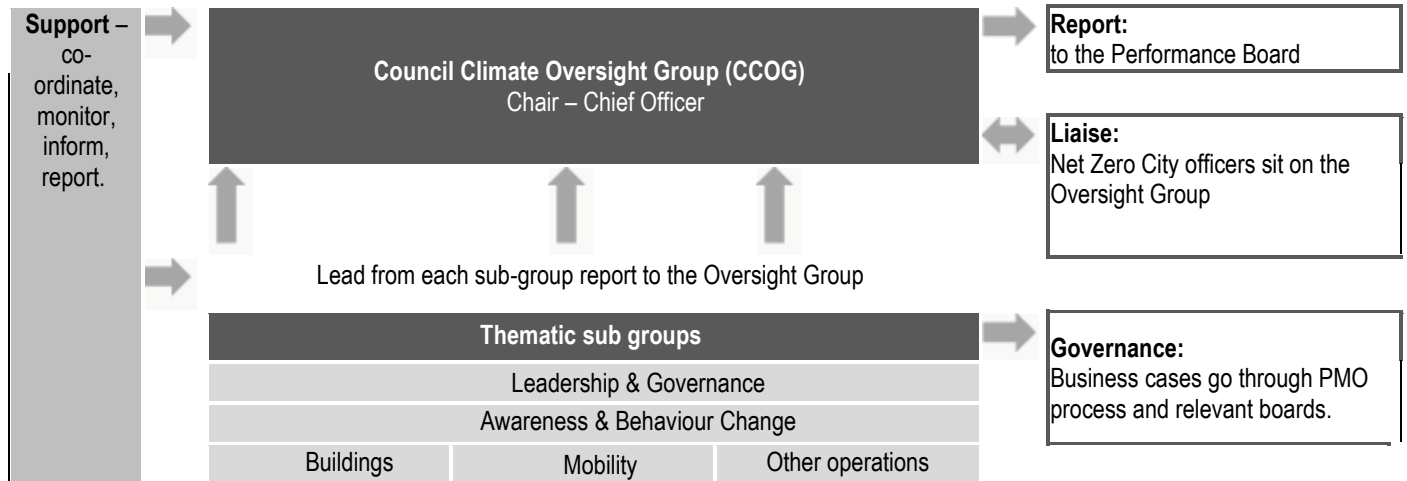 Support –
co-
ordinate,
monitor,
inform,
report.
Council Climate Oversight Group (CCOG)
Chair – Chief Officer
Report:
to the Performance Board
Liaise:
Net Zero City officers sit on the
Oversight Group
Lead from each sub-group report to the Oversight Group
Thematic sub groups
Leadership & Governance
Awareness & Behaviour Change
Buildings
Mobility
Other operations
Governance:
Business cases go through PMO
process and relevant boards.